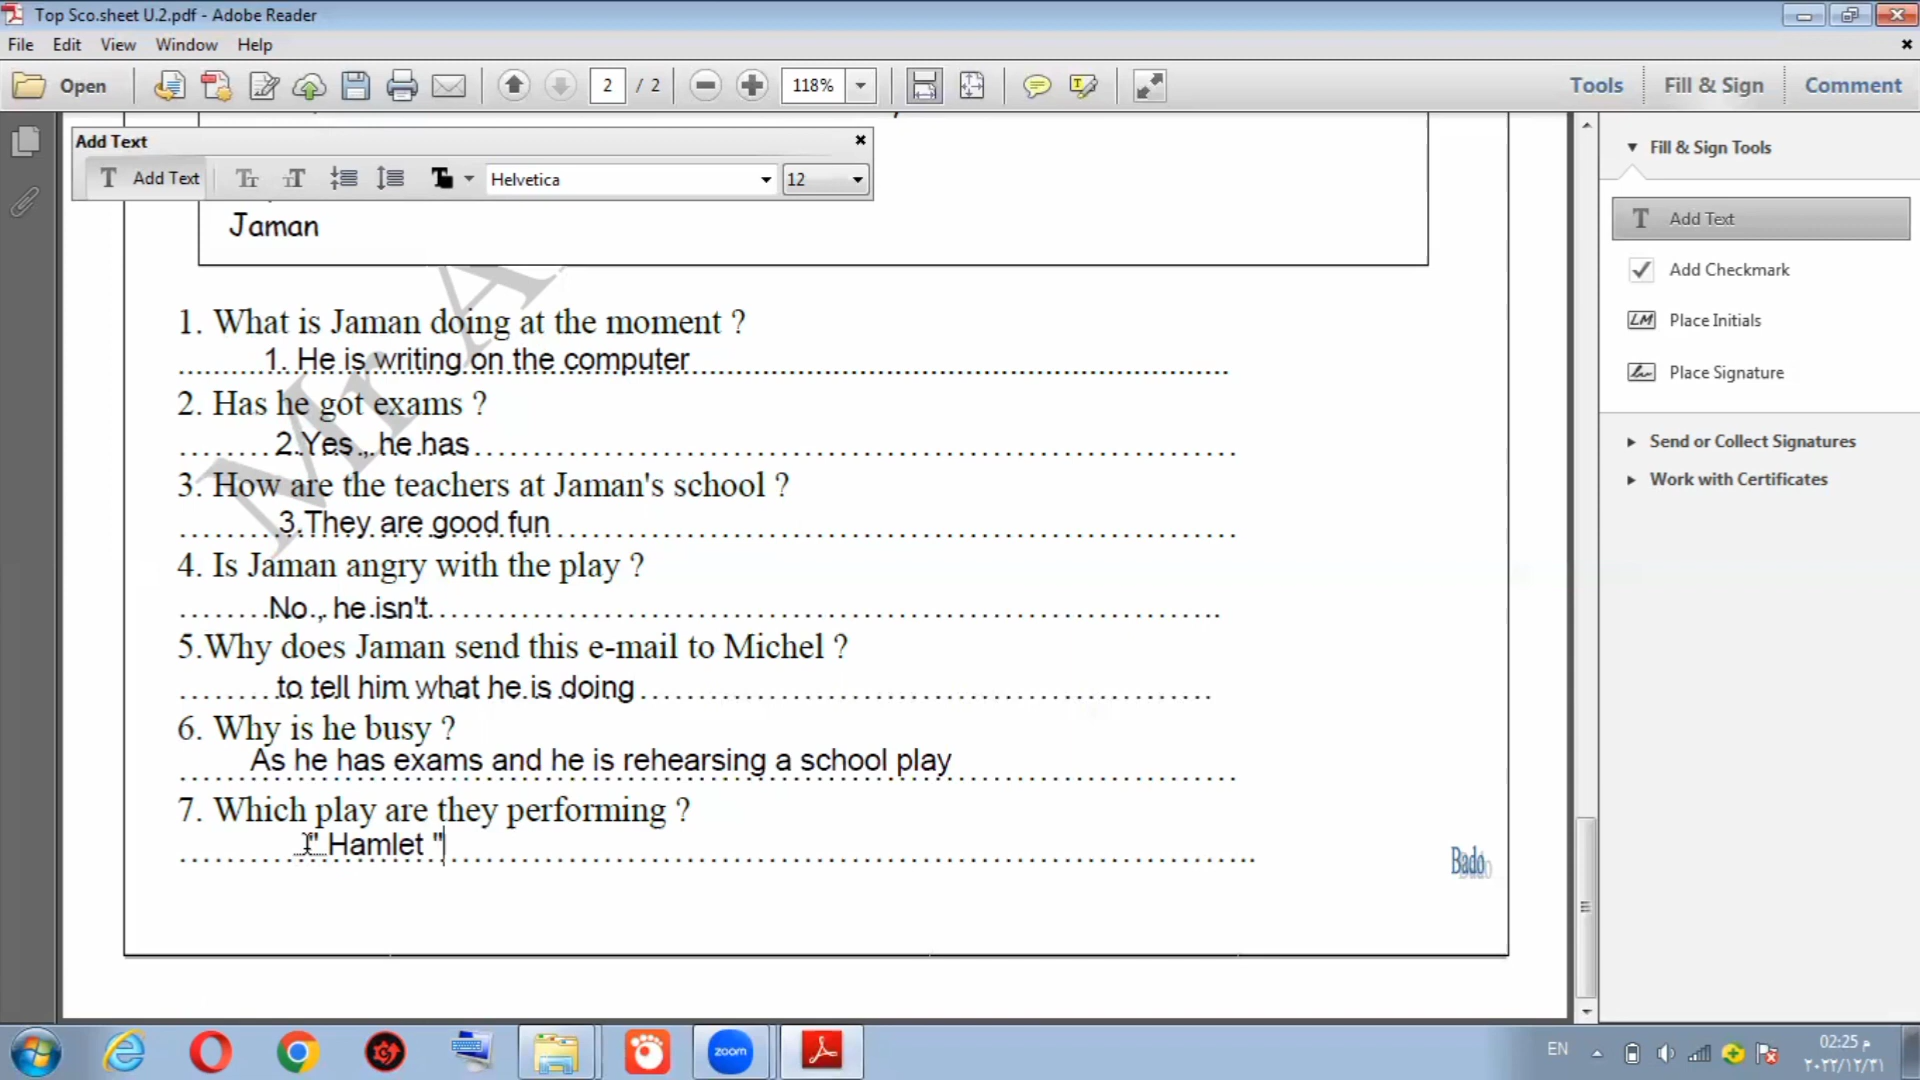 Top Sco.sheet U.2.pdf - Adobe Reader
File Edit View Window Help
Open 2 / 2 118% Tools Fill & Sign Comment
Add Text
Add Text Helvetica 12
Jaman
1. What is Jaman doing at the moment ?
1. He is writing on the computer
2. Has he got exams ?
2.Yes , he has
3. How are the teachers at Jaman's school ?
3.They are good fun
4. Is Jaman angry with the play ?
No , he isn't
5.Why does Jaman send this e-mail to Michel ?
to tell him what he is doing
6. Why is he busy ?
As he has exams and he is rehearsing a school play
7. Which play are they performing ?
" Hamlet "
Bado
Mr A
Fill & Sign Tools
Add Text
Add Checkmark
LM Place Initials
Place Signature
Send or Collect Signatures
Work with Certificates
zoom
EN
02:25 م
٢٠٢٢/١٢/٣١